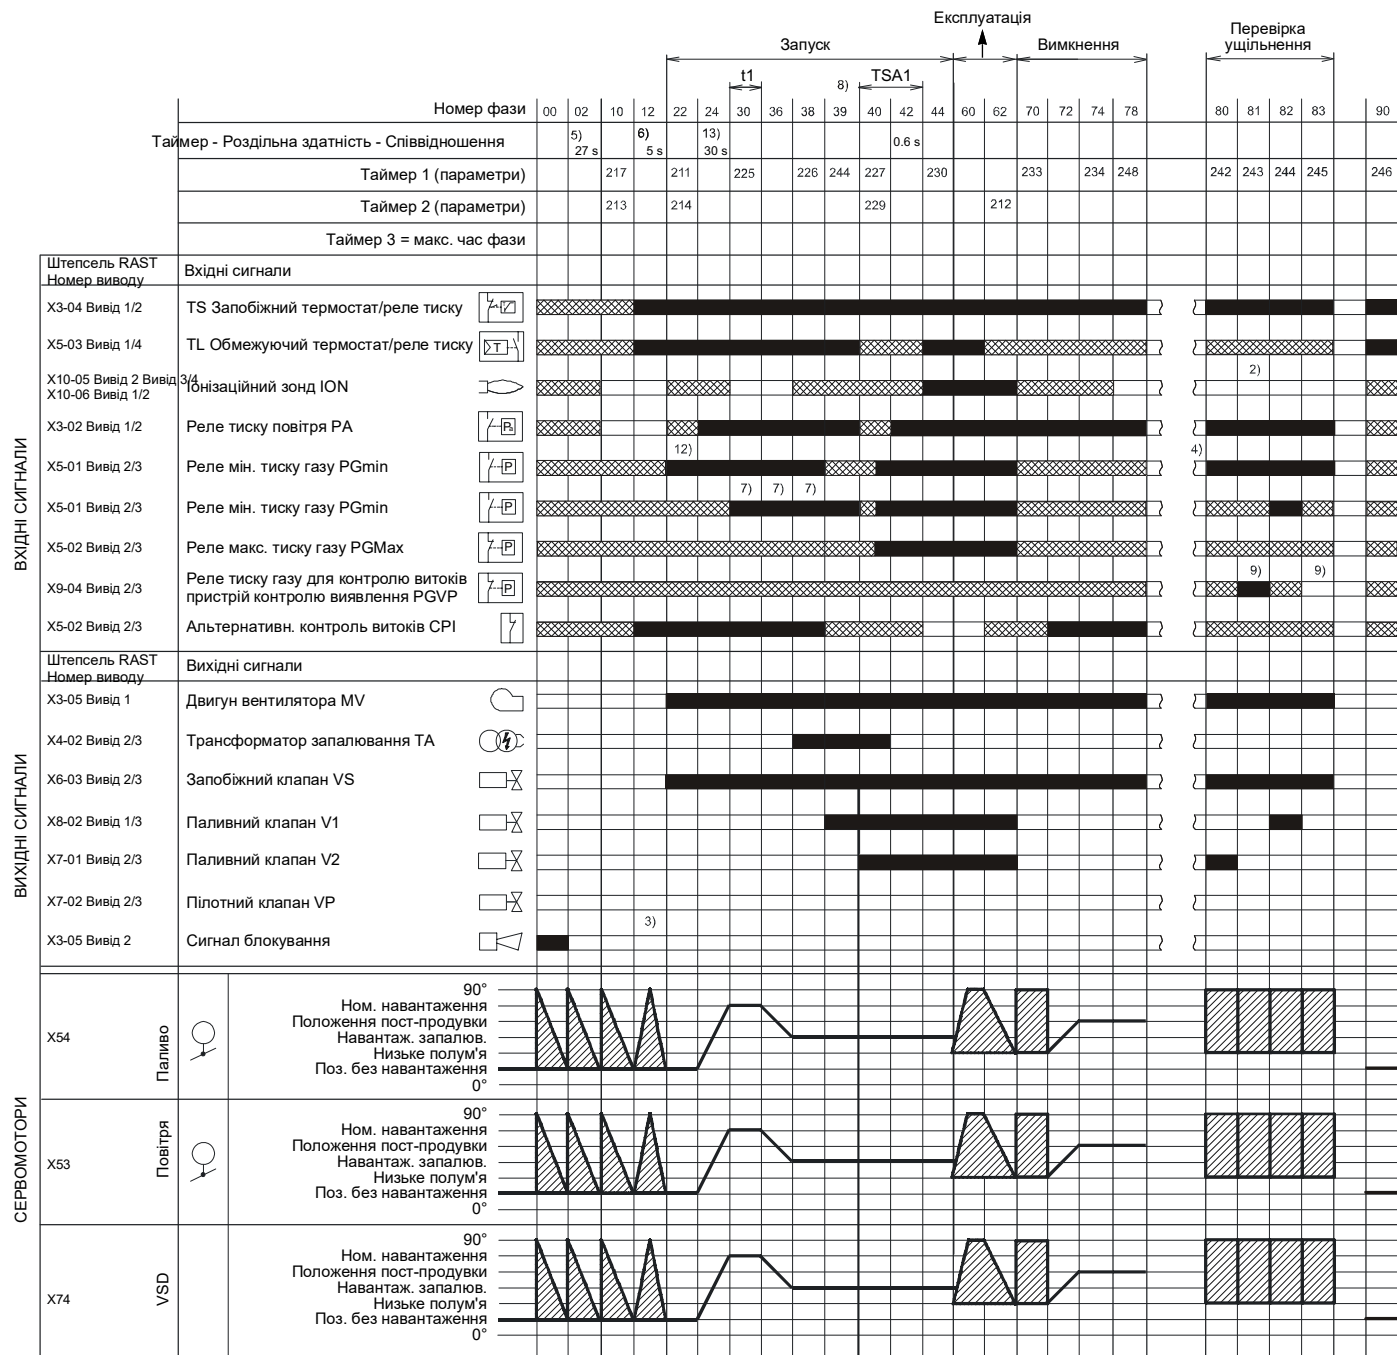 Експлуатація
Запуск
Вимкнення
Перевірка
ущільнення
t1
8)
TSA1
Номер фази 00 02 10 12 22 24 30 36 38 39 40 42 44 60 62 70 72 74 78 80 81 82 83 90
Таймер - Роздільна здатність - Співвідношення 5) 27 s 6) 5 s 13) 30 s 0.6 s
Таймер 1 (параметри) 217 211 225 226 244 227 230 233 234 248 242 243 244 245 246
Таймер 2 (параметри) 213 214 229 212
Таймер 3 = макс. час фази
Штепсель RAST
Номер виводу
Вхідні сигнали
ВХІДНІ СИГНАЛИ
X3-04 Вивід 1/2 TS Запобіжний термостат/реле тиску
X5-03 Вивід 1/4 TL Обмежуючий термостат/реле тиску T
2)
X10-05 Вивід 2 Вивід 3/4
X10-06 Вивід 1/2
Іонізаційний зонд ION
X3-02 Вивід 1/2 Реле тиску повітря PA Pa
12) 4)
X5-01 Вивід 2/3 Реле мін. тиску газу PGmin P
7) 7) 7)
X5-01 Вивід 2/3 Реле мін. тиску газу PGmin P
X5-02 Вивід 2/3 Реле макс. тиску газу PGMax P
9) 9)
X9-04 Вивід 2/3 Реле тиску газу для контролю витоків
пристрій контролю виявлення PGVP P
X5-02 Вивід 2/3 Альтернативн. контроль витоків CPI
Штепсель RAST
Номер виводу
Вихідні сигнали
ВИХІДНІ СИГНАЛИ
X3-05 Вивід 1 Двигун вентилятора MV
X4-02 Вивід 2/3 Трансформатор запалювання TA
X6-03 Вивід 2/3 Запобіжний клапан VS
X8-02 Вивід 1/3 Паливний клапан V1
X7-01 Вивід 2/3 Паливний клапан V2
X7-02 Вивід 2/3 Пілотний клапан VP
3)
X3-05 Вивід 2 Сигнал блокування
СЕРВОМОТОРИ
X54 Паливо
90°
Ном. навантаження
Положення пост-продувки
Навантаж. запалюв.
Низьке полум'я
Поз. без навантаження
0°
X53 Повітря
90°
Ном. навантаження
Положення пост-продувки
Навантаж. запалюв.
Низьке полум'я
Поз. без навантаження
0°
X74 VSD
90°
Ном. навантаження
Положення пост-продувки
Навантаж. запалюв.
Низьке полум'я
Поз. без навантаження
0°